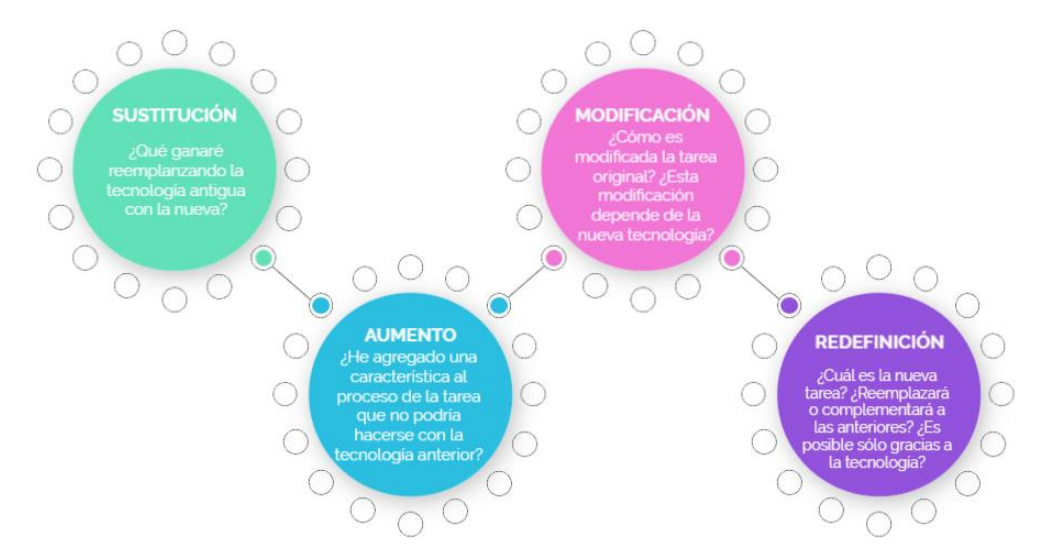 SUSTITUCIÓN
¿Qué ganaré
reemplanzando la
tecnología antigua
con la nueva?
AUMENTO
¿He agregado una
característica al
proceso de la tarea
que no podría
hacerse con la
tecnología anterior?
MODIFICACIÓN
¿Cómo es
modificada la tarea
original? ¿Esta
modificación
depende de la
nueva tecnología?
REDEFINICIÓN
¿Cuál es la nueva
tarea? ¿Reemplazará
o complementará a
las anteriores? ¿Es
posible sólo gracias a
la tecnología?